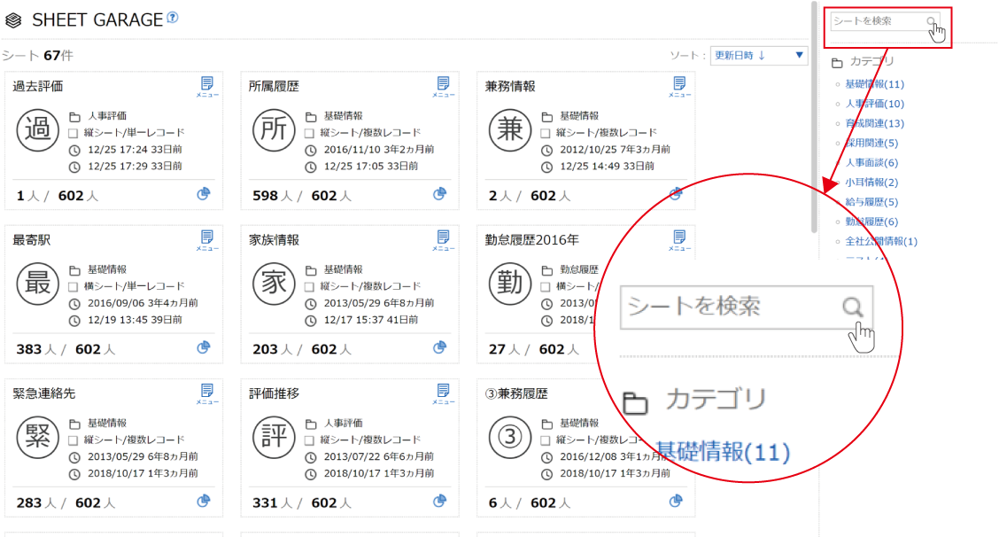 SHEET GARAGE ?
シート 67件
ソート： 更新日時 ↓ ▼
過去評価
メニュー
過
人事評価
縦シート/単一レコード
12/25 17:24 33日前
12/25 17:29 33日前
1人 / 602人
所属履歴
メニュー
所
基礎情報
縦シート/複数レコード
2016/11/10 3年2ヵ月前
12/25 17:05 33日前
598人 / 602人
兼務情報
メニュー
兼
基礎情報
縦シート/複数レコード
2012/10/25 7年3ヵ月前
12/25 14:49 33日前
2人 / 602人
最寄駅
メニュー
最
基礎情報
横シート/単一レコード
2016/09/06 3年4ヵ月前
12/19 13:45 39日前
383人 / 602人
家族情報
メニュー
家
基礎情報
縦シート/複数レコード
2013/05/29 6年8ヵ月前
12/17 15:37 41日前
203人 / 602人
勤怠履歴2016年
メニュー
勤
勤怠履歴
横シート/
2013/0
2018/1
27人 / 602人
緊急連絡先
メニュー
緊
基礎情報
縦シート/複数レコード
2013/05/29 6年8ヵ月前
2018/10/17 1年3ヵ月前
283人 / 602人
評価推移
メニュー
評
人事評価
縦シート/複数レコード
2013/07/22 6年6ヵ月前
2018/10/17 1年3ヵ月前
331人 / 602人
③兼務履歴
③
基礎情報
縦シート/複数レコー
2016/12/08 3年1ヵ月前
2018/10/17 1年3ヵ月前
6人 / 602人
シートを検索
カテゴリ
基礎情報(11)
人事評価(10)
育成関連(13)
採用関連(5)
人事面談(6)
小耳情報(2)
給与履歴(5)
勤怠履歴(6)
全社公開情報(1)
シートを検索
カテゴリ
基礎情報(11)